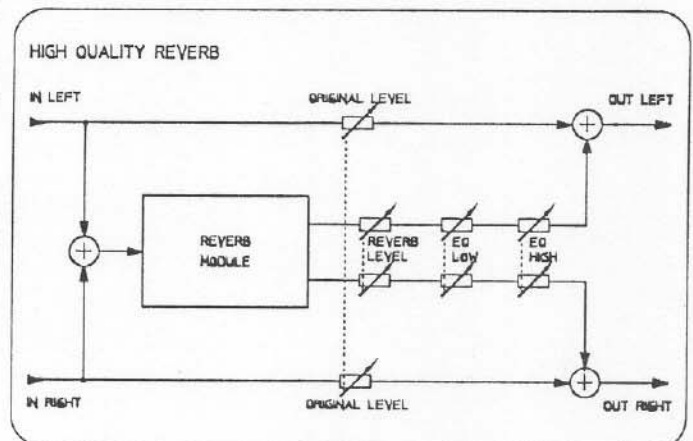 HIGH QUALITY REVERB
IN LEFT
ORIGINAL LEVEL
OUT LEFT
REVERB
MODULE
REVERB
LEVEL
EQ
LOW
EQ
HIGH
IN RIGHT
ORIGINAL LEVEL
OUT RIGHT